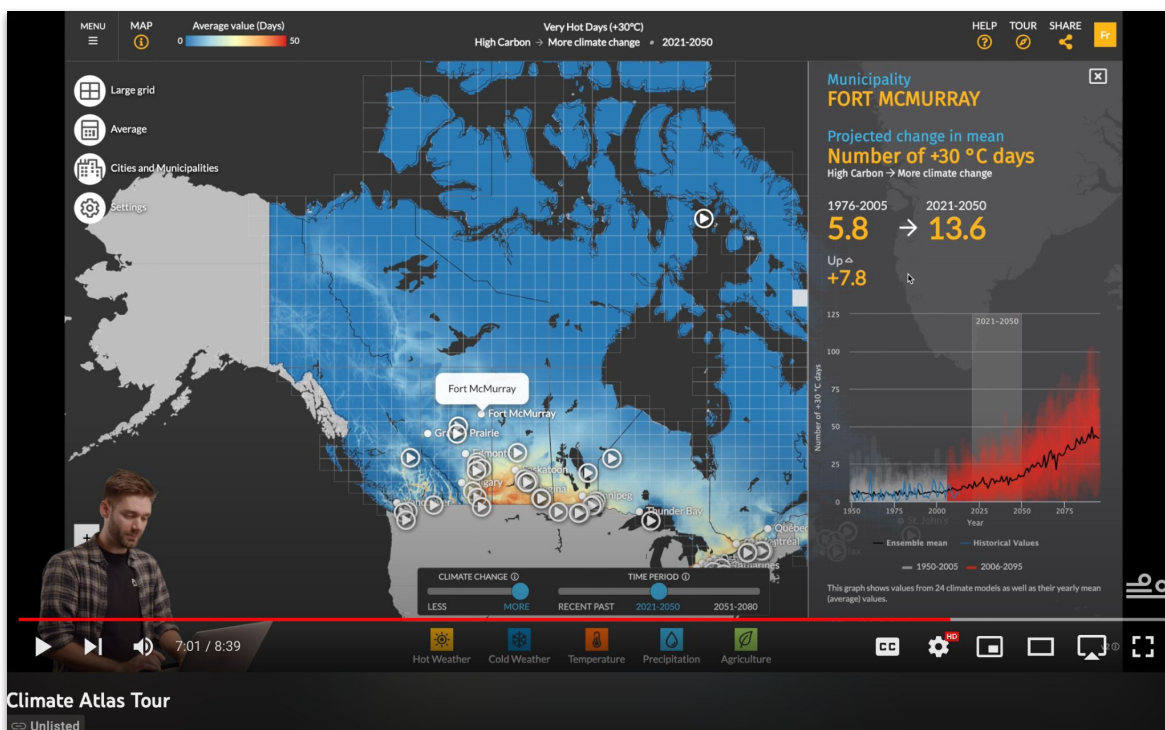 MENU
MAP
Average value (Days)
0
50
Very Hot Days (+30ºC)
High Carbon → More climate change • 2021-2050
HELP
TOUR
SHARE
Fr
Large grid
Average
Cities and Municipalities
Settings
Municipality
FORT MCMURRAY
Projected change in mean
Number of +30 °C days
High Carbon → More climate change
1976-2005
2021-2050
5.8 → 13.6
Up
+7.8
Fort McMurray
Fort McMurray
Prairie
Thunder Bay
Number of +30 °C days
125
100
75
50
25
0
2021-2050
1950
1975
2000
2025
2050
2075
Year
St. John's
Ensemble mean
Historical Values
1950-2005
2006-2095
This graph shows values from 24 climate models as well as their yearly mean
(average) values.
CLIMATE CHANGE
TIME PERIOD
LESS
MORE
RECENT PAST
2021-2050
2051-2080
7:01 / 8:39
Hot Weather
Cold Weather
Temperature
Precipitation
Agriculture
CC
HD
Climate Atlas Tour
Unlisted